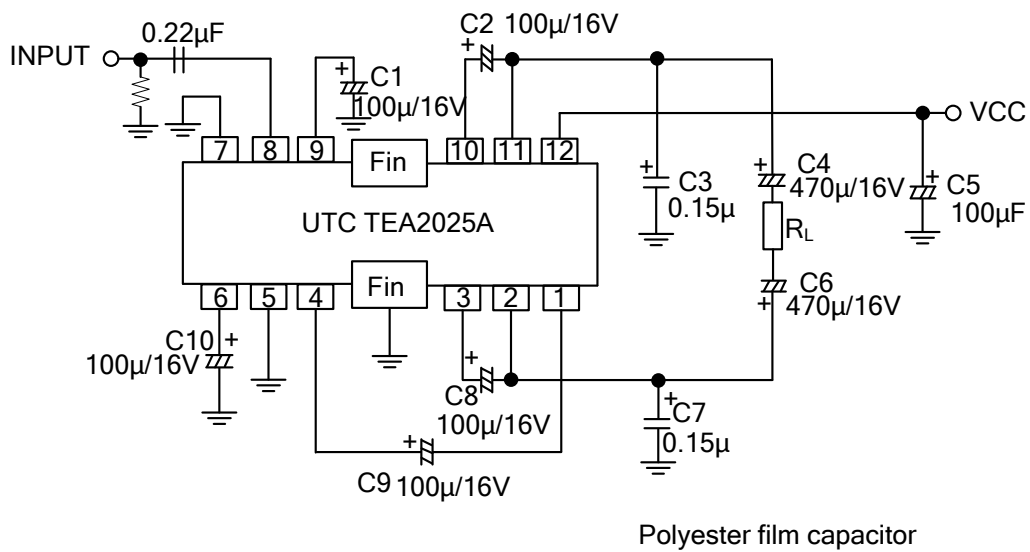 C2 100µ/16V
0.22µF
INPUT
C1
100µ/16V
VCC
7 8 9 Fin 10 11 12
C4
470µ/16V
C3
0.15µ
C5
100µF
UTC TEA2025A
RL
C6
470µ/16V
6 5 4 Fin 3 2 1
C10
100µ/16V
C8
100µ/16V
C7
0.15µ
C9 100µ/16V
Polyester film capacitor